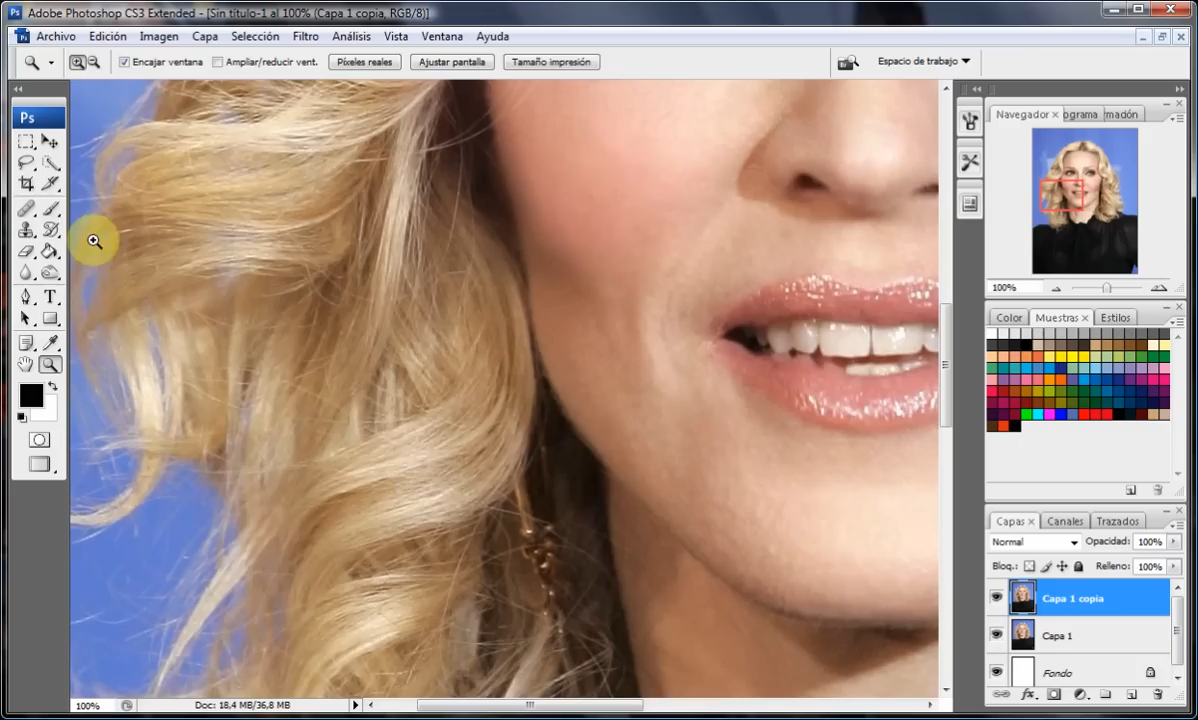 Adobe Photoshop CS3 Extended - [Sin título-1 al 100% (Capa 1 copia, RGB/8)]
Archivo Edición Imagen Capa Selección Filtro Análisis Vista Ventana Ayuda
Encajar ventana Ampliar/reducir vent. Píxeles reales Ajustar pantalla Tamaño impresión Espacio de trabajo
Ps
Navegador ograma mación
100%
Color Muestras Estilos
Capas Canales Trazados
Normal Opacidad: 100%
Bloq.: Relleno: 100%
Capa 1 copia
Capa 1
Fondo
100% Doc: 18,4 MB/36,8 MB